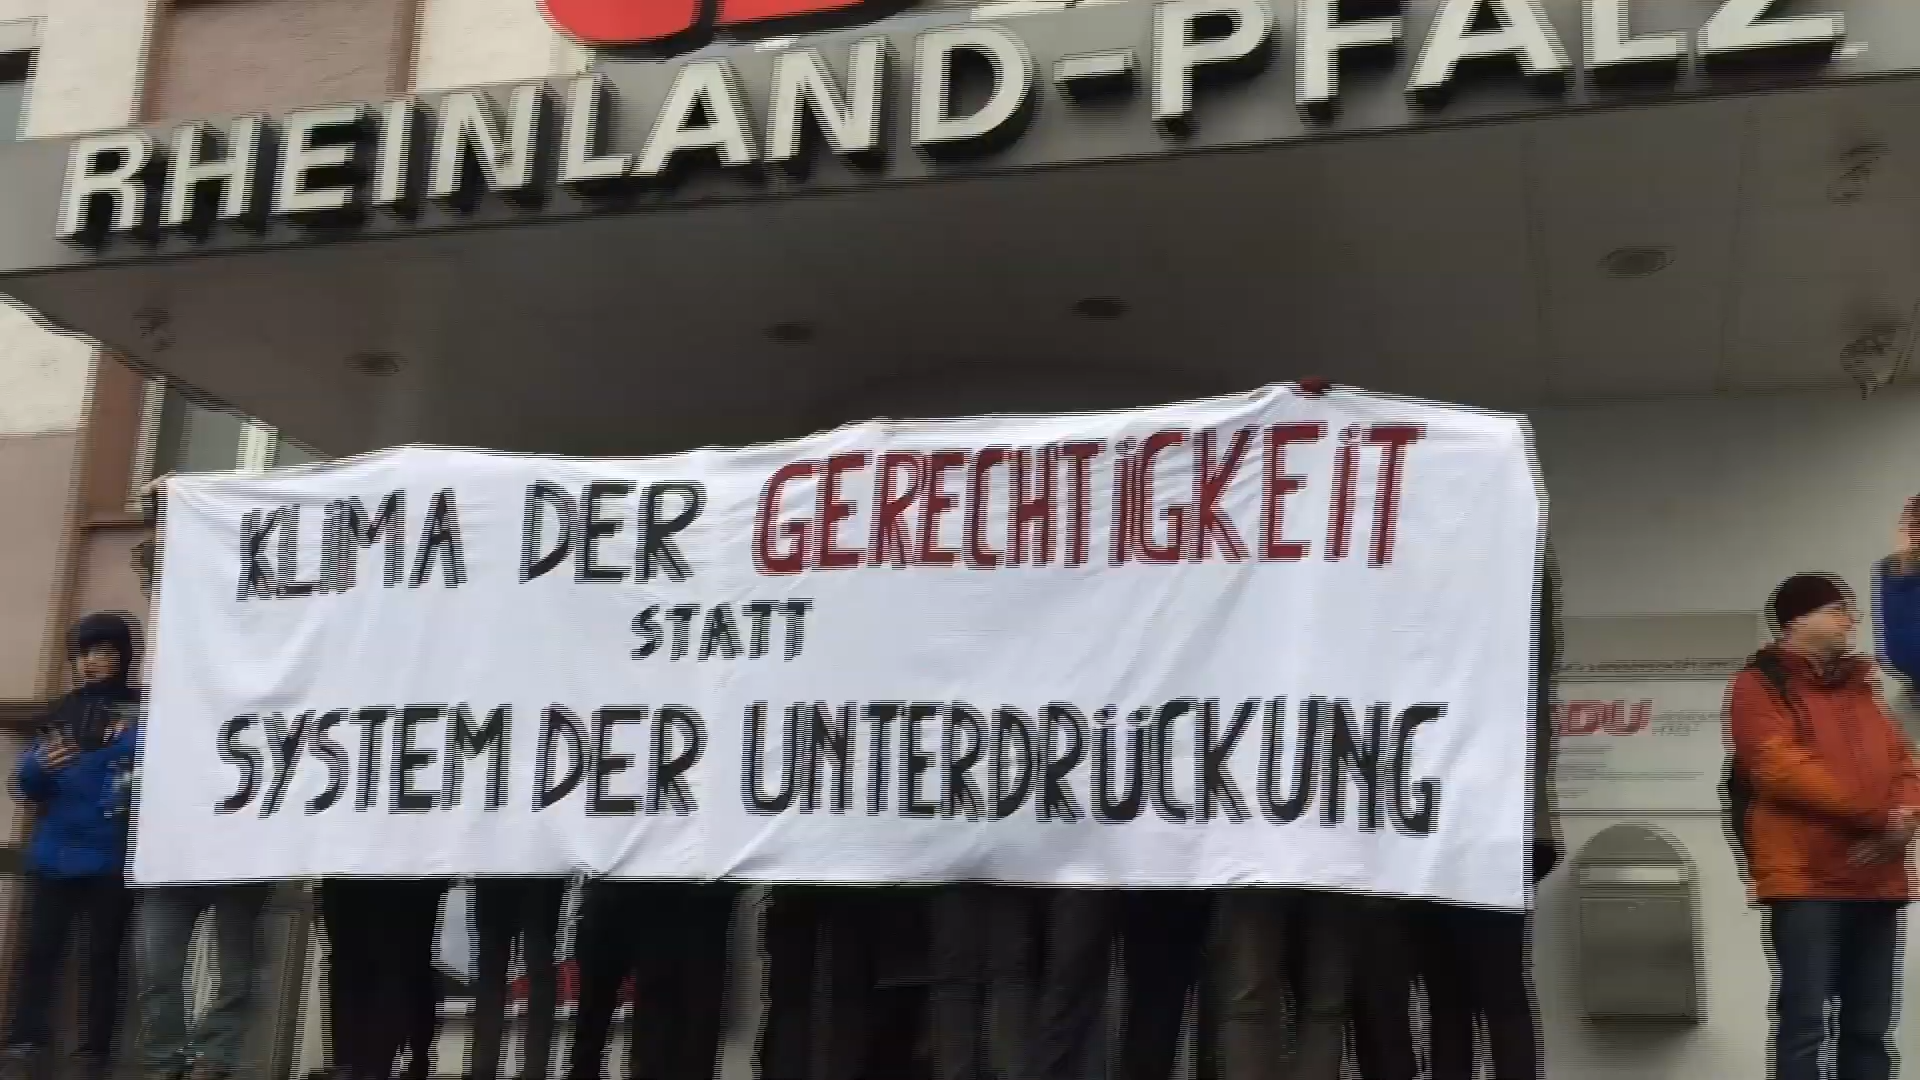 RHEINLAND-PFALZ
KLiMA DER GERECHTiGKEiT
STATT
SYSTEM DER UNTERDRÜCKUNG
CDU